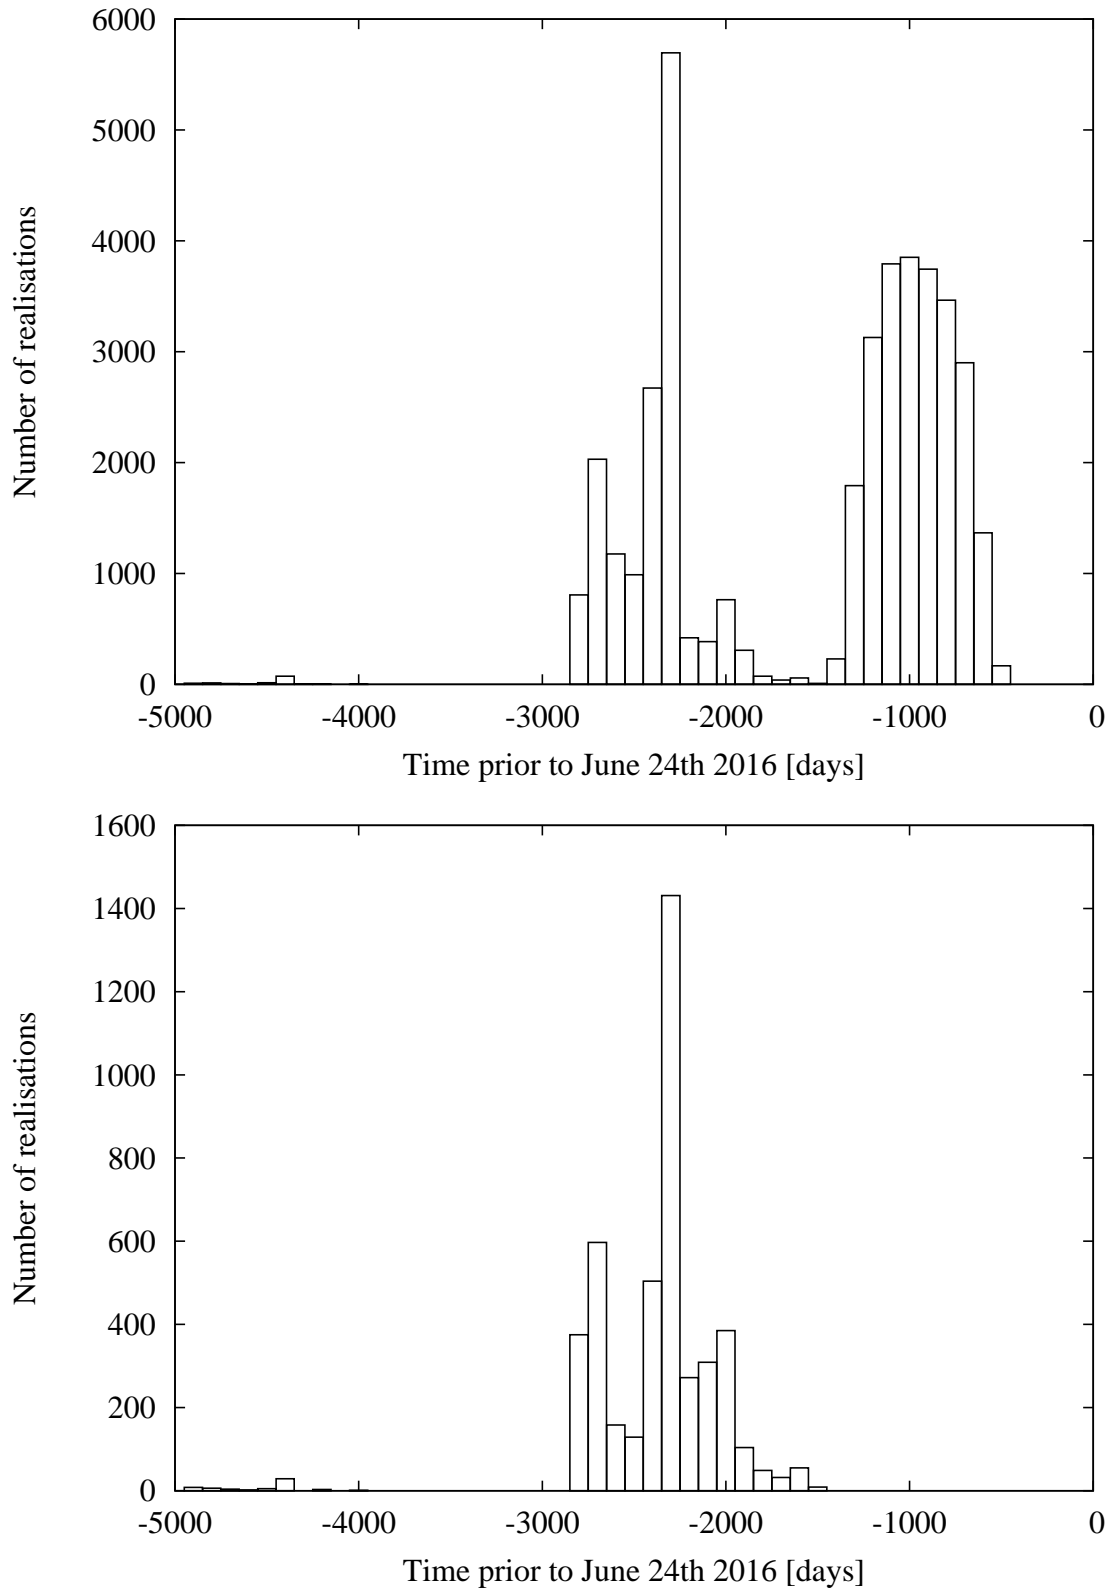 6000
5000
4000
3000
2000
1000
0
Number of realisations
-5000 -4000 -3000 -2000 -1000 0
Time prior to June 24th 2016 [days]
1600
1400
1200
1000
800
600
400
200
0
Number of realisations
-5000 -4000 -3000 -2000 -1000 0
Time prior to June 24th 2016 [days]